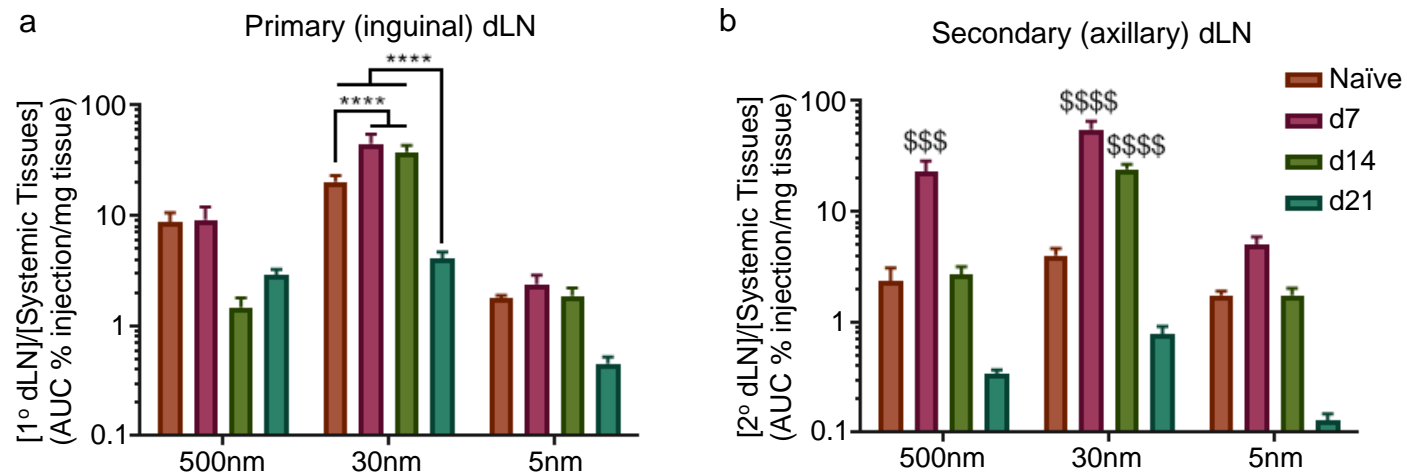 a
Primary (inguinal) dLN
[1º dLN]/[Systemic Tissues]
(AUC % injection/mg tissue)
100
10
1
0.1
****
****
500nm
30nm
5nm
b
Secondary (axillary) dLN
[2º dLN]/[Systemic Tissues]
(AUC % injection/mg tissue)
100
10
1
0.1
$$$
$$$$
$$$$
500nm
30nm
5nm
Naïve
d7
d14
d21